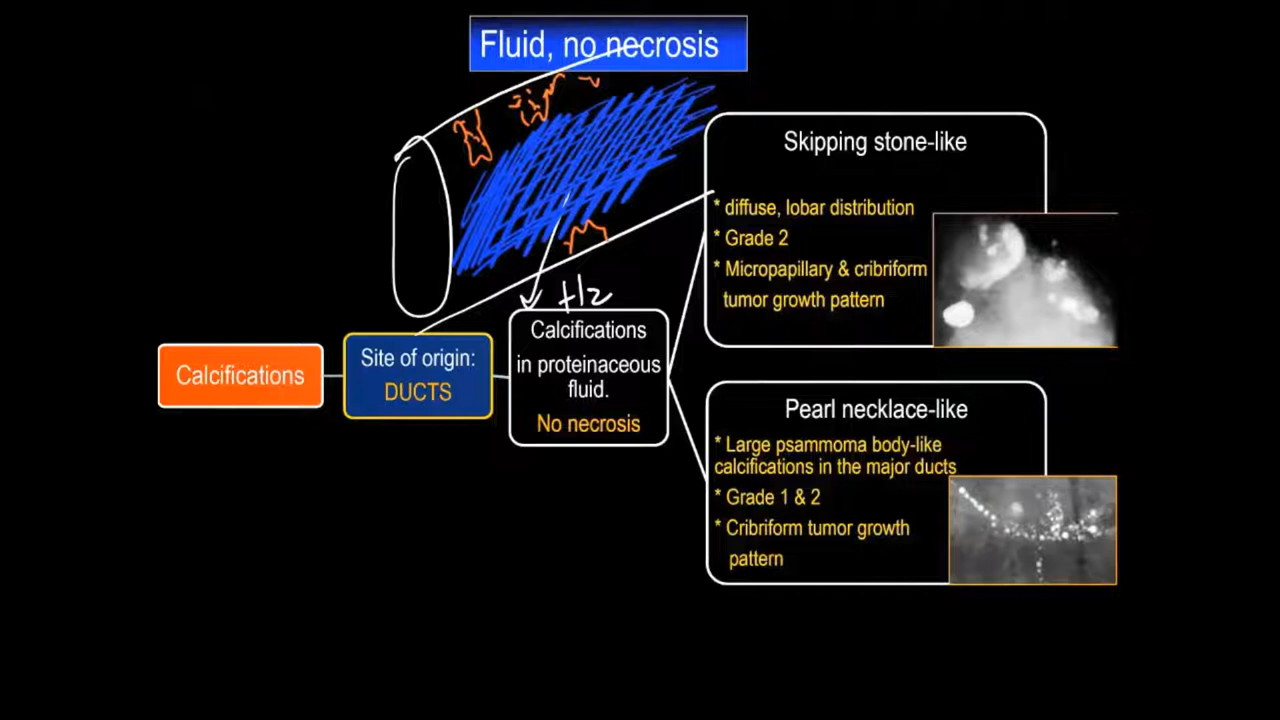 Fluid, no necrosis
Skipping stone-like
* diffuse, lobar distribution
* Grade 2
* Micropapillary & cribriform
tumor growth pattern
Calcifications
Site of origin:
DUCTS
Calcifications
in proteinaceous
fluid.
No necrosis
Pearl necklace-like
* Large psammoma body-like
calcifications in the major ducts
* Grade 1 & 2
* Cribriform tumor growth
pattern